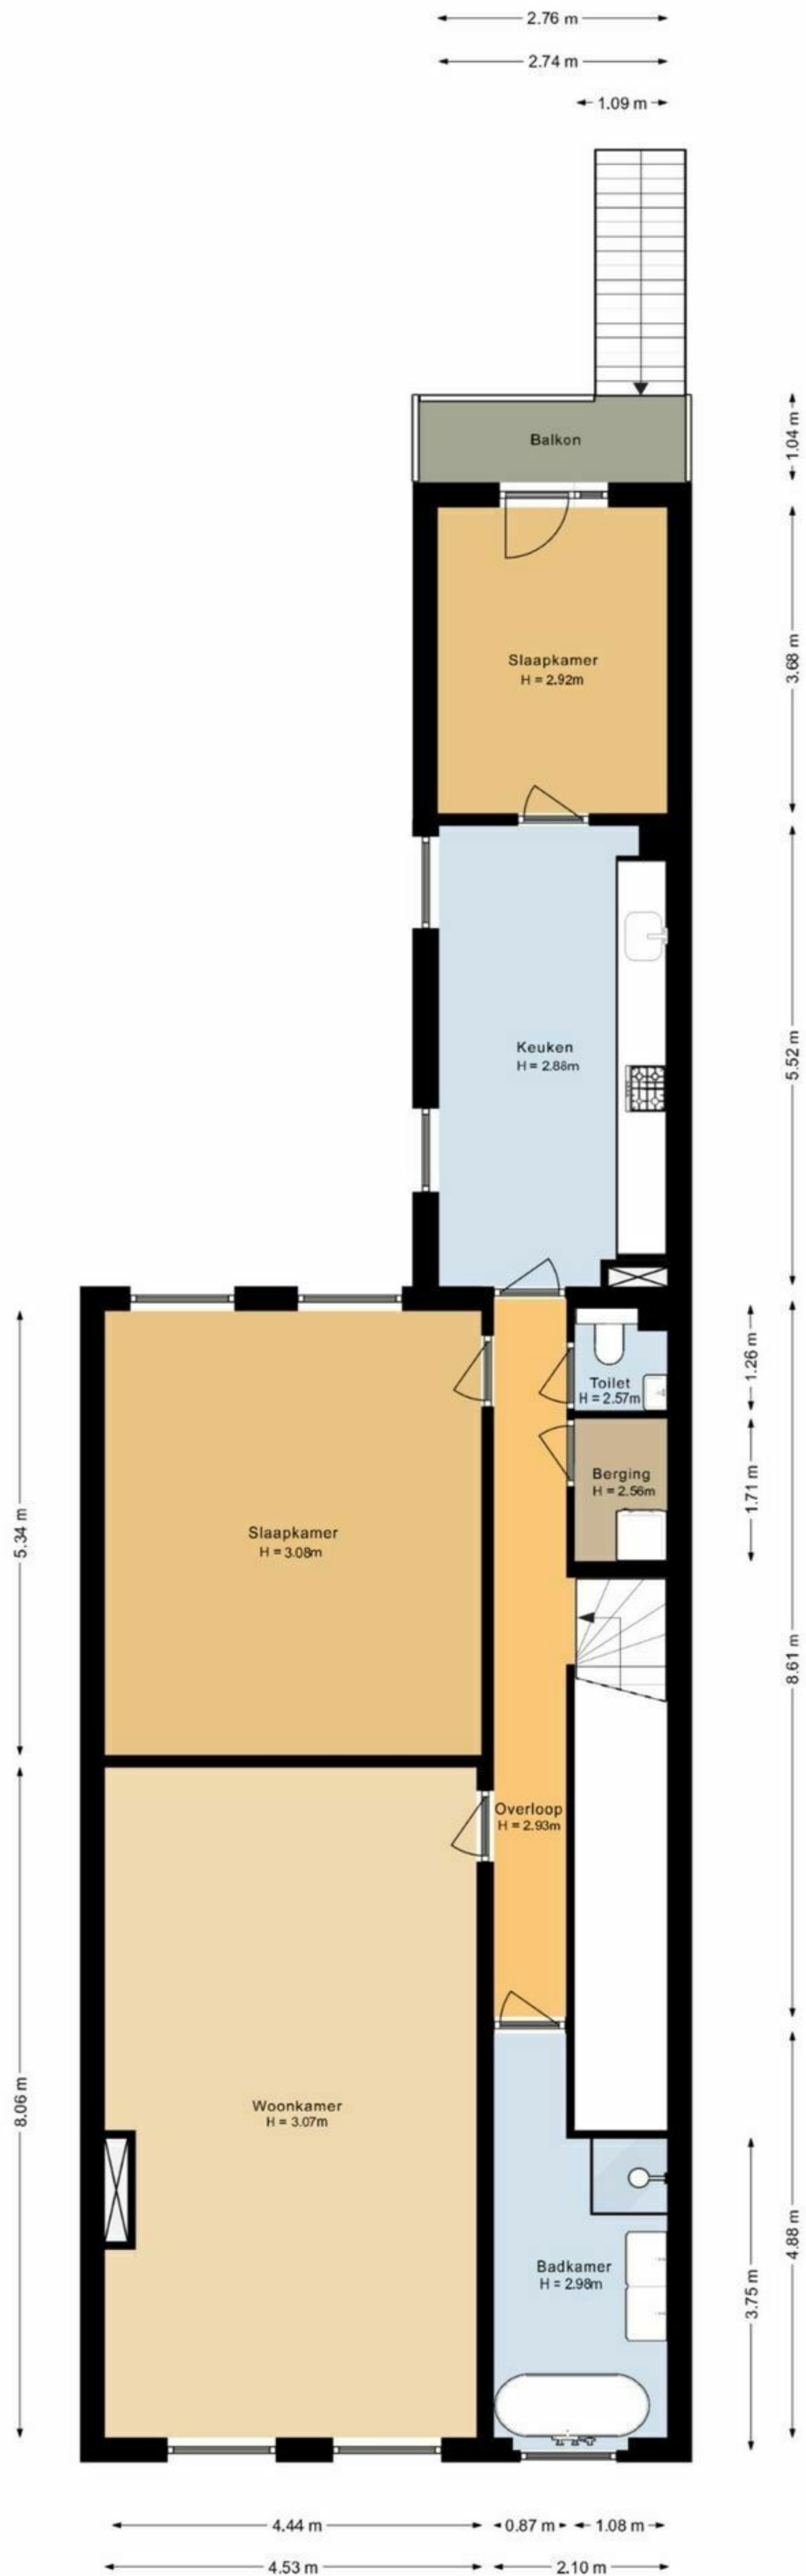 2.76 m
2.74 m
1.09 m
Balkon
1.04 m
Slaapkamer
H = 2.92m
3.68 m
Keuken
H = 2.88m
5.52 m
Toilet
H = 2.57m
1.26 m
Berging
H = 2.56m
1.71 m
Slaapkamer
H = 3.08m
5.34 m
8.61 m
Overloop
H = 2.93m
Woonkamer
H = 3.07m
8.06 m
Badkamer
H = 2.98m
4.88 m
3.75 m
4.44 m 0.87 m 1.08 m
4.53 m 2.10 m